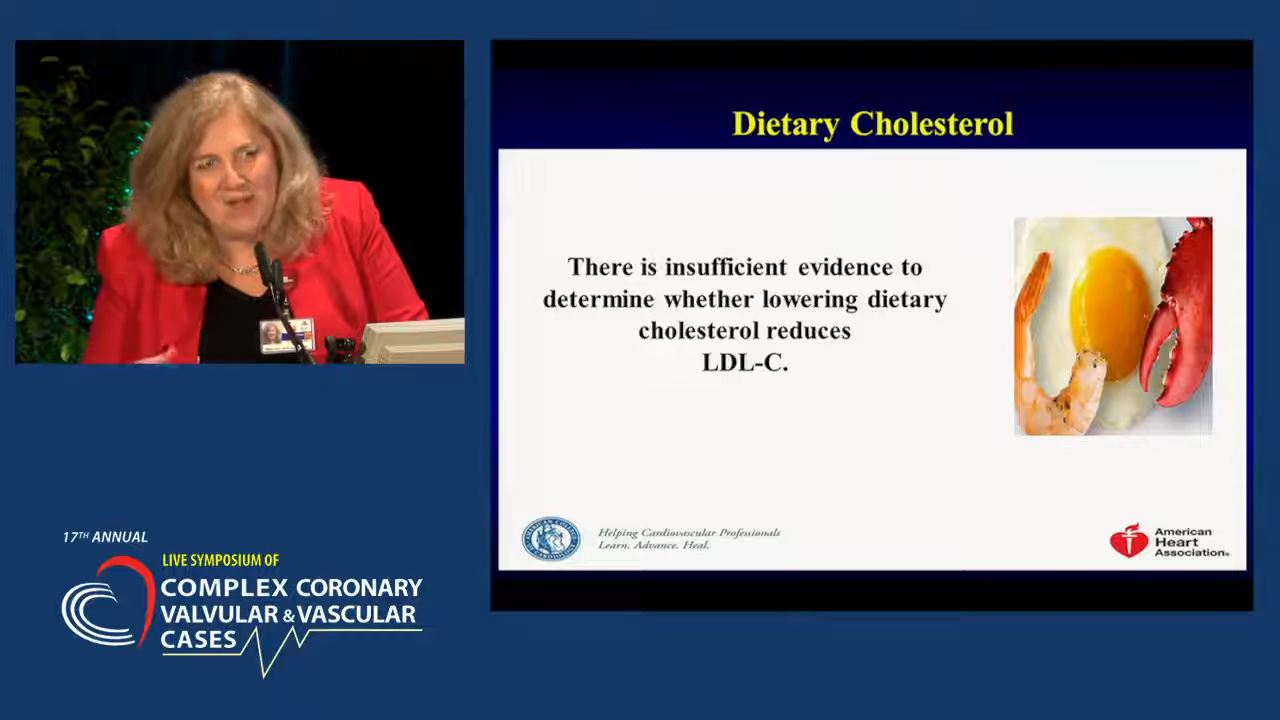 Dietary Cholesterol
There is insufficient evidence to
determine whether lowering dietary
cholesterol reduces
LDL-C.
Helping Cardiovascular Professionals
Learn. Advance. Heal.
American
Heart
Association®
17TH ANNUAL
LIVE SYMPOSIUM OF
COMPLEX CORONARY
VALVULAR & VASCULAR
CASES